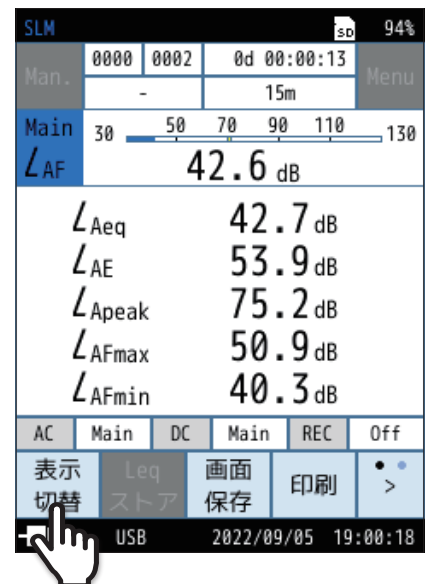 SLM SD 94%
Man. 0000 0002 0d 00:00:13 Menu
- 15m
Main 30 50 70 90 110 130
LAF 42.6 dB
LAeq 42.7 dB
LAE 53.9 dB
LApeak 75.2 dB
LAFmax 50.9 dB
LAFmin 40.3 dB
AC Main DC Main REC Off
表示切替 Leqストア 画面保存 印刷 >
USB 2022/09/05 19:00:18